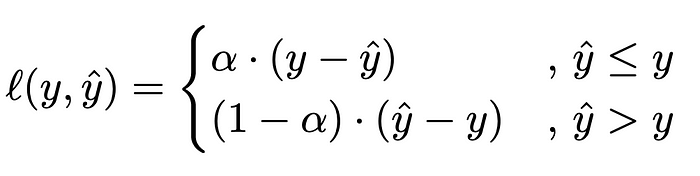 ℓ(y, ŷ) = { α · (y − ŷ) , ŷ ≤ y
(1 − α) · (ŷ − y) , ŷ > y